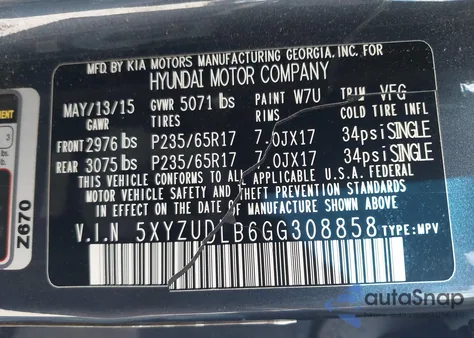 MFD. BY KIA MOTORS MANUFACTURING GEORGIA, INC. FOR
HYUNDAI MOTOR COMPANY
MAY/13/15 GVWR 5071 lbs PAINT W7U TRIM VFG
GAWR TIRES RIMS COLD TIRE INFL
FRONT 2976 lbs P235/65R17 7.0JX17 34psi SINGLE
REAR 3075 lbs P235/65R17 7.0JX17 34psi SINGLE
THIS VEHICLE CONFORMS TO ALL APPLICABLE U.S.A. FEDERAL
MOTOR VEHICLE SAFETY AND THEFT PREVENTION STANDARDS
IN EFFECT ON THE DATE OF MANUFACTURE SHOWN ABOVE.
V.I.N 5XYZUDLB6GG308858 TYPE:MPV
Z670
3
lbs.
autoSnap